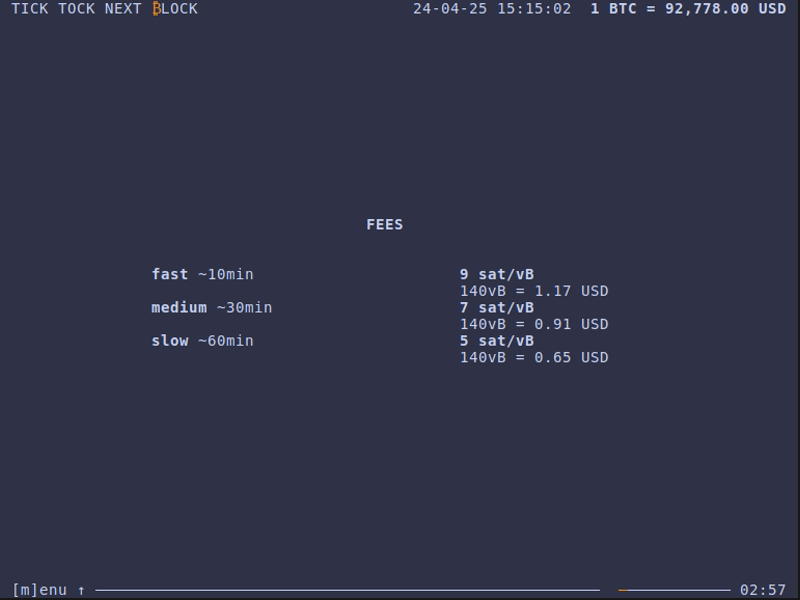 TICK TOCK NEXT ₿LOCK 24-04-25 15:15:02 1 BTC = 92,778.00 USD
FEES
fast ~10min 9 sat/vB
140vB = 1.17 USD
medium ~30min 7 sat/vB
140vB = 0.91 USD
slow ~60min 5 sat/vB
140vB = 0.65 USD
[m]enu ↑ 02:57